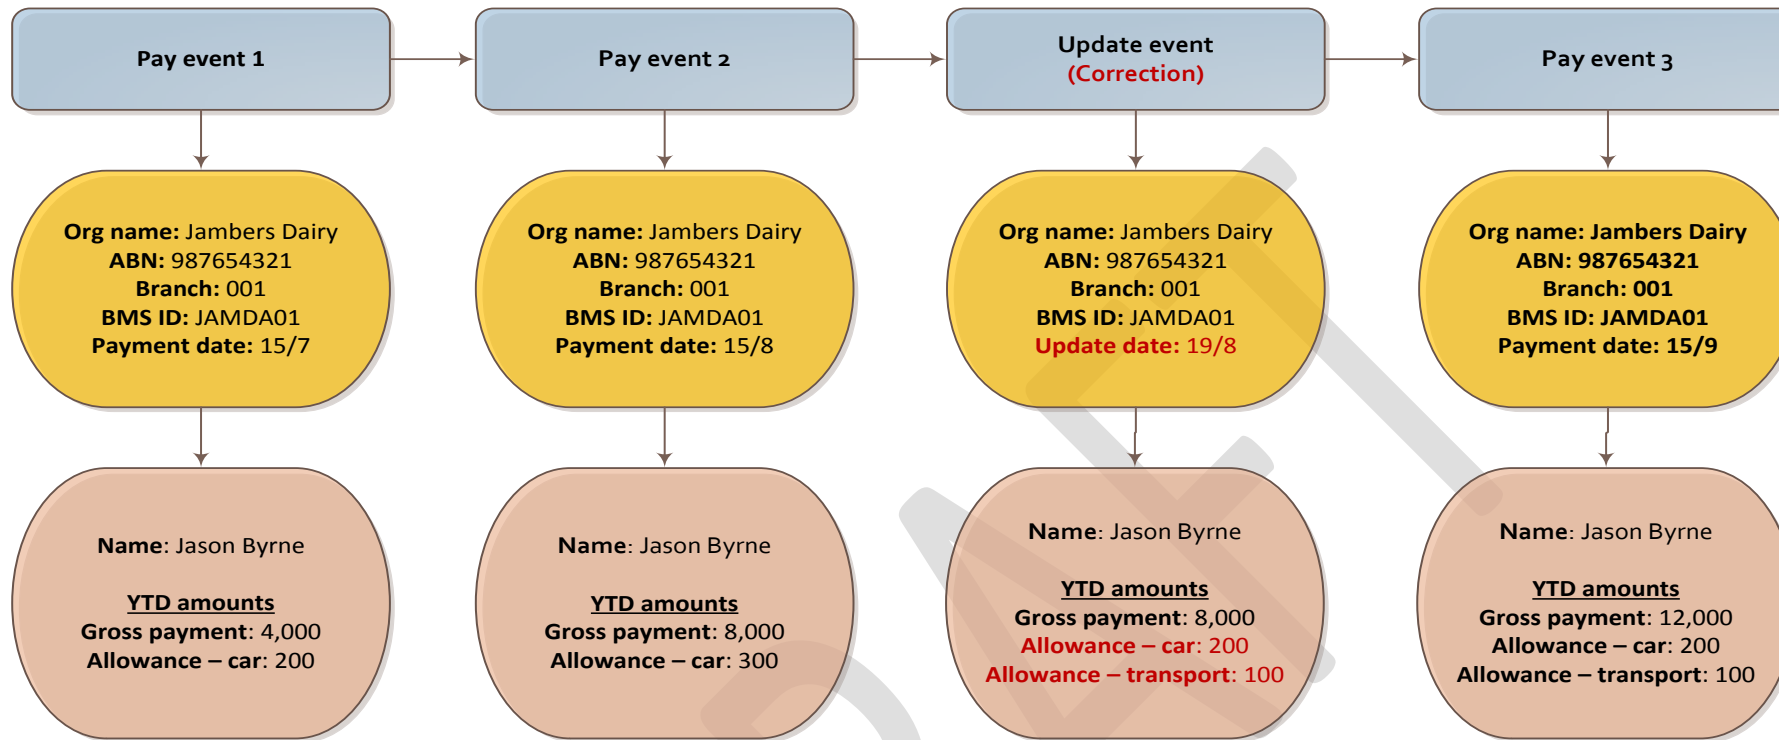 Pay event 1
Pay event 2
Update event
(Correction)
Pay event 3
Org name: Jambers Dairy
ABN: 987654321
Branch: 001
BMS ID: JAMDA01
Payment date: 15/7
Org name: Jambers Dairy
ABN: 987654321
Branch: 001
BMS ID: JAMDA01
Payment date: 15/8
Org name: Jambers Dairy
ABN: 987654321
Branch: 001
BMS ID: JAMDA01
Update date: 19/8
Org name: Jambers Dairy
ABN: 987654321
Branch: 001
BMS ID: JAMDA01
Payment date: 15/9
Name: Jason Byrne
YTD amounts
Gross payment: 4,000
Allowance – car: 200
Name: Jason Byrne
YTD amounts
Gross payment: 8,000
Allowance – car: 300
Name: Jason Byrne
YTD amounts
Gross payment: 8,000
Allowance – car: 200
Allowance – transport: 100
Name: Jason Byrne
YTD amounts
Gross payment: 12,000
Allowance – car: 200
Allowance – transport: 100